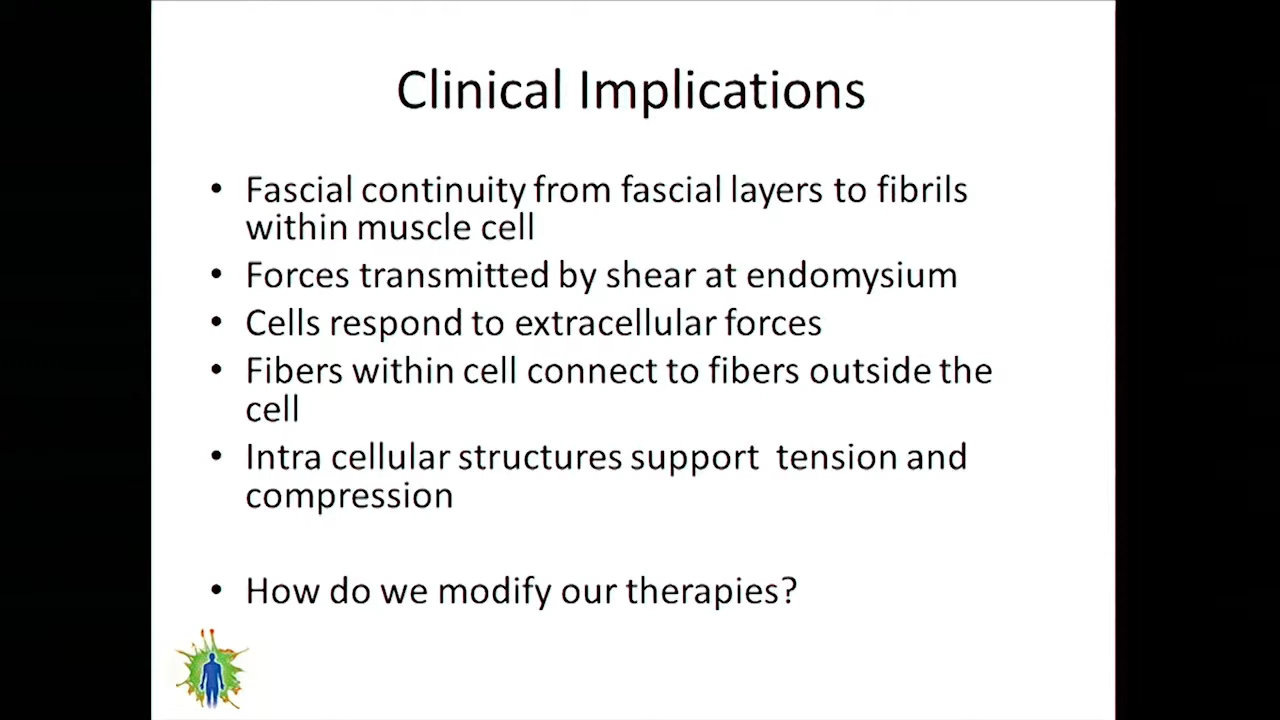 Clinical Implications
• Fascial continuity from fascial layers to fibrils
within muscle cell
• Forces transmitted by shear at endomysium
• Cells respond to extracellular forces
• Fibers within cell connect to fibers outside the
cell
• Intra cellular structures support  tension and
compression
• How do we modify our therapies?